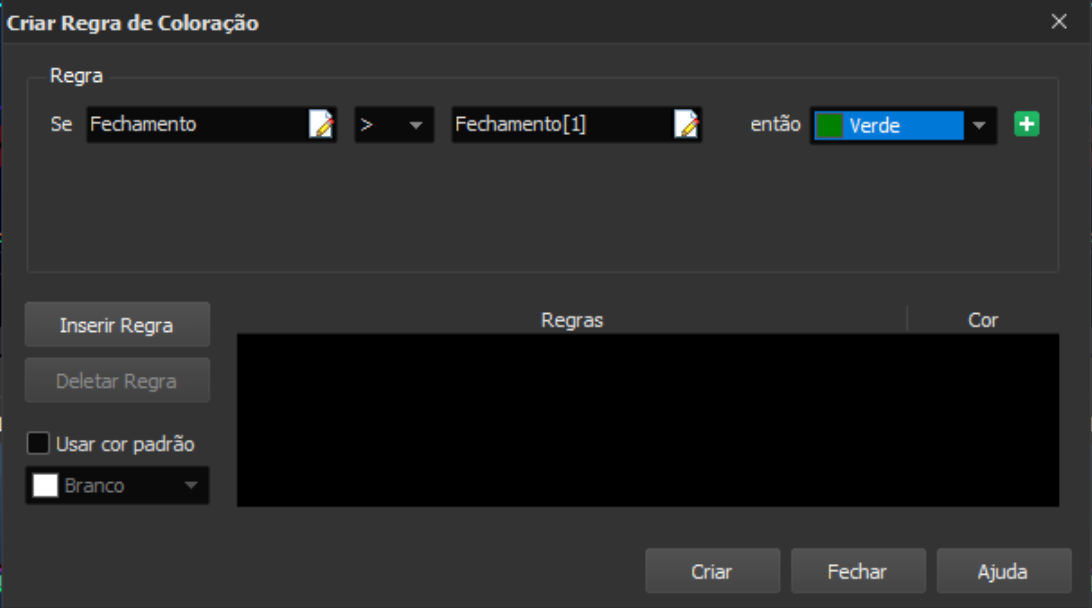 Criar Regra de Coloração
Regra
Se Fechamento > Fechamento[1] então Verde
Inserir Regra
Regras Cor
Deletar Regra
Usar cor padrão
Branco
Criar Fechar Ajuda